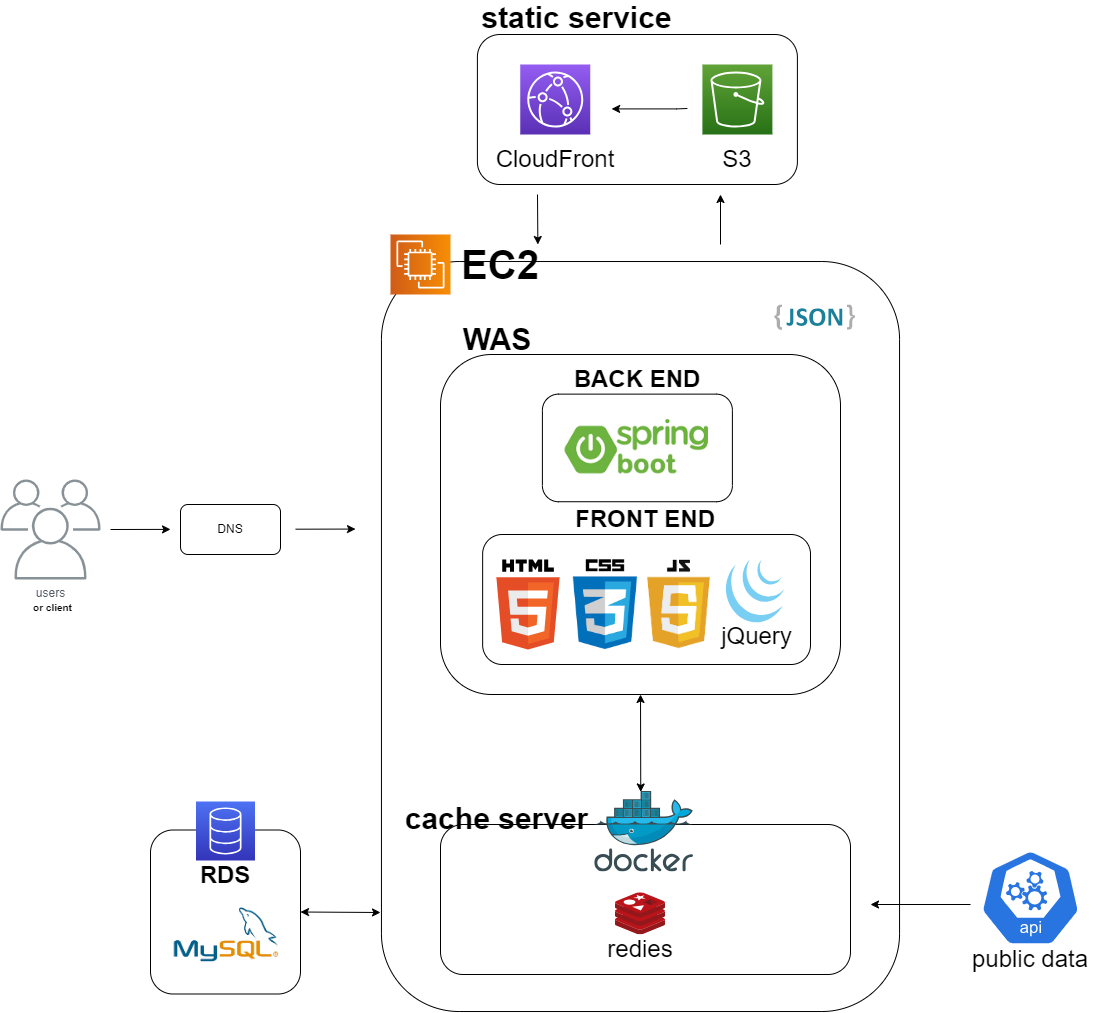 static service
CloudFront
S3
EC2
{JSON}
WAS
BACK END
spring
boot
FRONT END
HTML
CSS
JS
5
3
5
jQuery
DNS
users
or client
cache server
docker
redies
RDS
MySQL®
api
public data